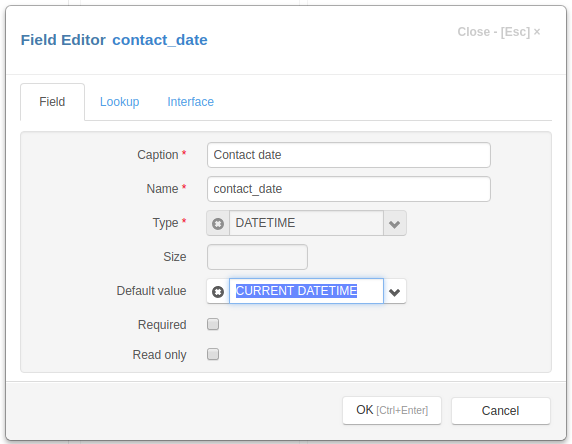 Field Editor contact_date
Close - [Esc] ×
Field Lookup Interface
Caption * Contact date
Name * contact_date
Type * DATETIME
Size
Default value CURRENT DATETIME
Required
Read only
OK [Ctrl+Enter] Cancel